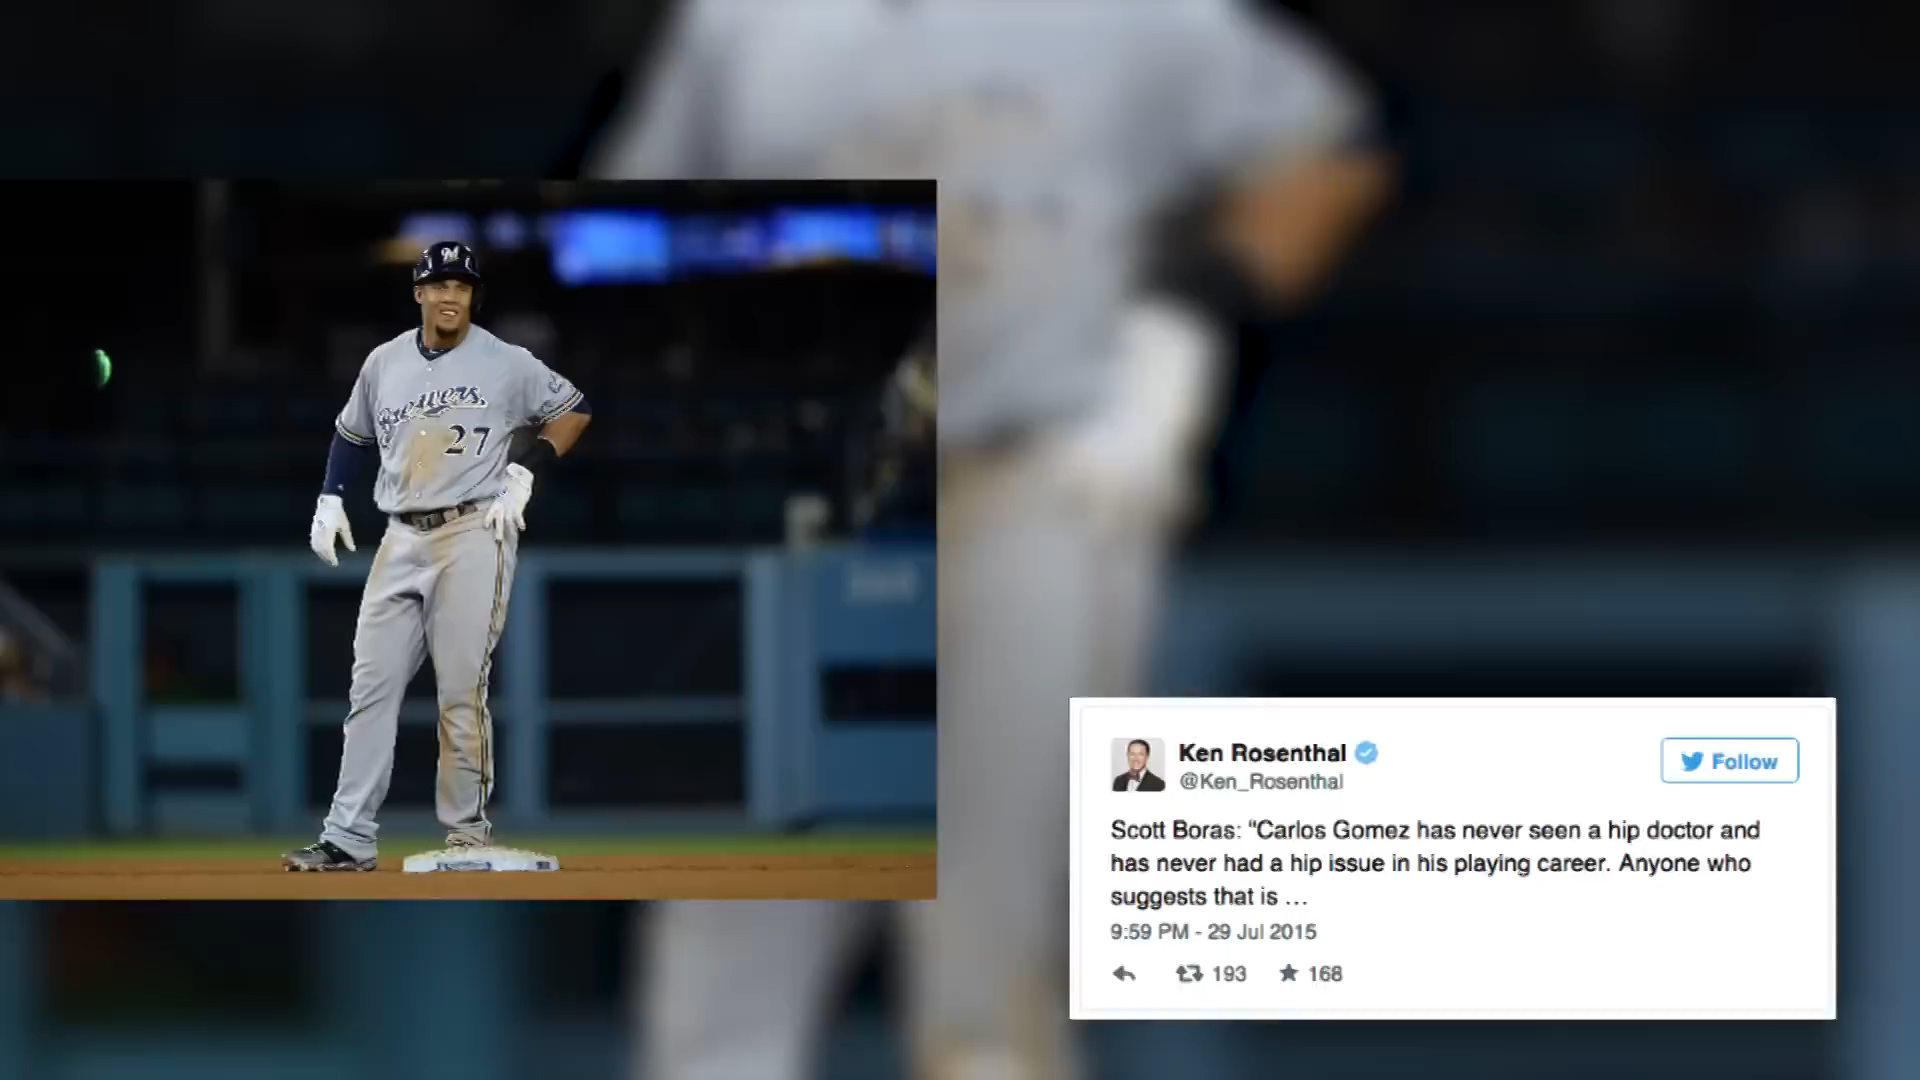 M
Brewers
27
Ken Rosenthal
@Ken_Rosenthal
Follow
Scott Boras: “Carlos Gomez has never seen a hip doctor and
has never had a hip issue in his playing career. Anyone who
suggests that is ...
9:59 PM - 29 Jul 2015
193 168